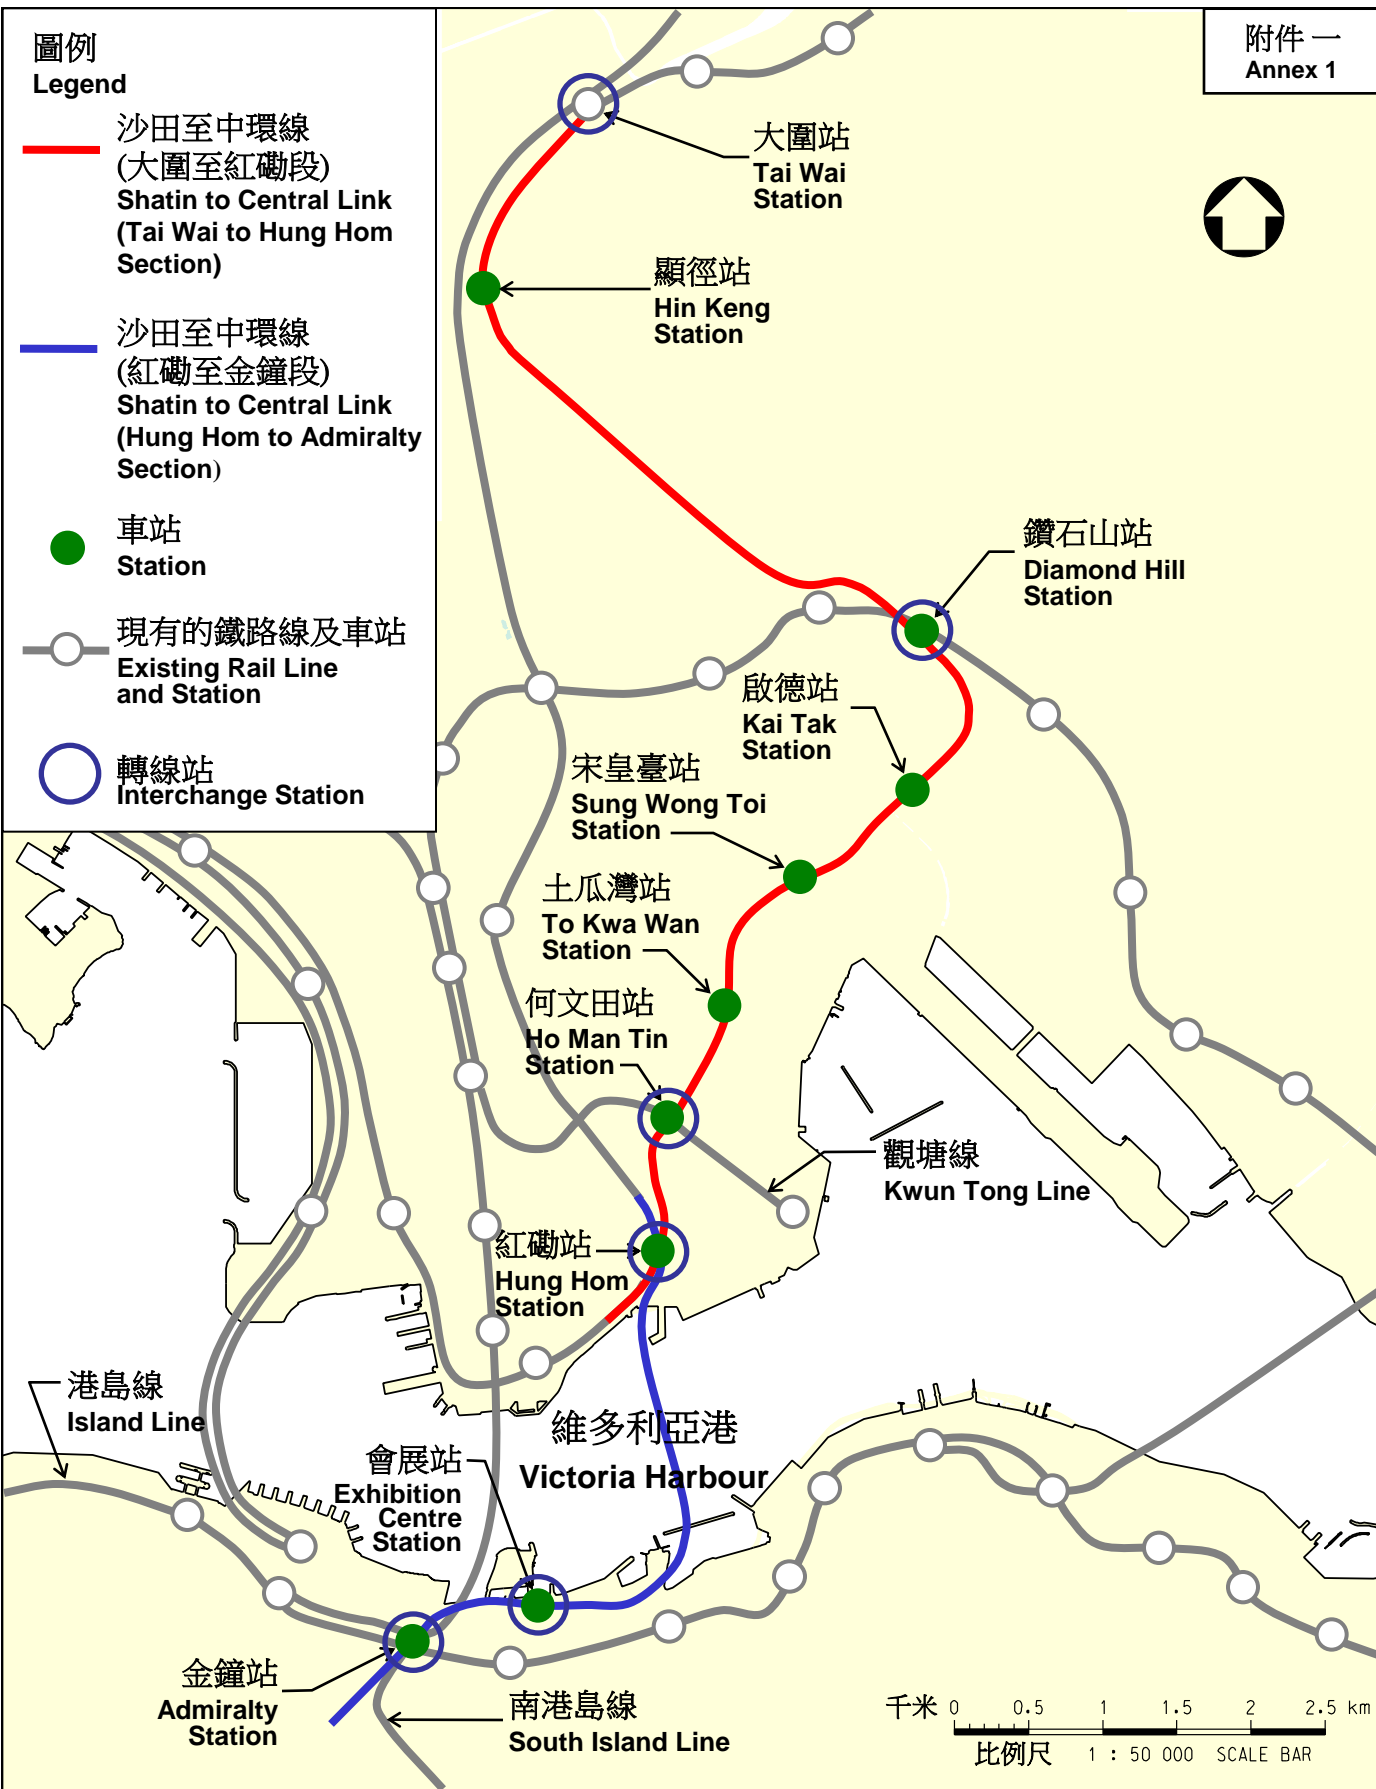 圖例
Legend
沙田至中環線
(大圍至紅磡段)
Shatin to Central Link
(Tai Wai to Hung Hom
Section)
沙田至中環線
(紅磡至金鐘段)
Shatin to Central Link
(Hung Hom to Admiralty
Section)
車站
Station
現有的鐵路線及車站
Existing Rail Line
and Station
轉線站
Interchange Station
附件一
Annex 1
大圍站
Tai Wai
Station
顯徑站
Hin Keng
Station
鑽石山站
Diamond Hill
Station
啟德站
Kai Tak
Station
宋皇臺站
Sung Wong Toi
Station
土瓜灣站
To Kwa Wan
Station
何文田站
Ho Man Tin
Station
觀塘線
Kwun Tong Line
紅磡站
Hung Hom
Station
港島線
Island Line
維多利亞港
Victoria Harbour
會展站
Exhibition
Centre
Station
金鐘站
Admiralty
Station
南港島線
South Island Line
千米 0 0.5 1 1.5 2 2.5 km
比例尺 1 : 50 000 SCALE BAR